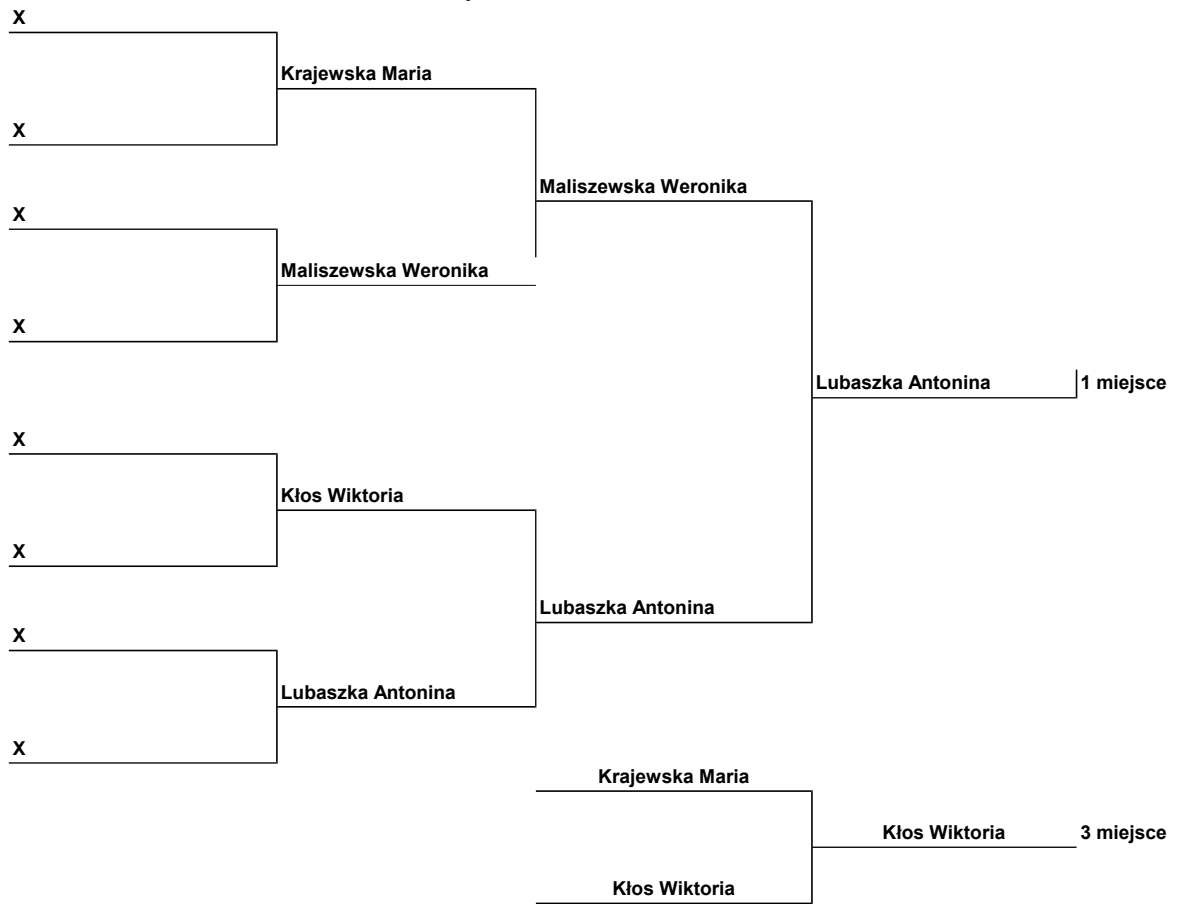 X
Krajewska Maria
X
Maliszewska Weronika
X
Maliszewska Weronika
X
Lubaszka Antonina
1 miejsce
X
Kłos Wiktoria
X
Lubaszka Antonina
X
Lubaszka Antonina
X
Krajewska Maria
Kłos Wiktoria
3 miejsce
Kłos Wiktoria